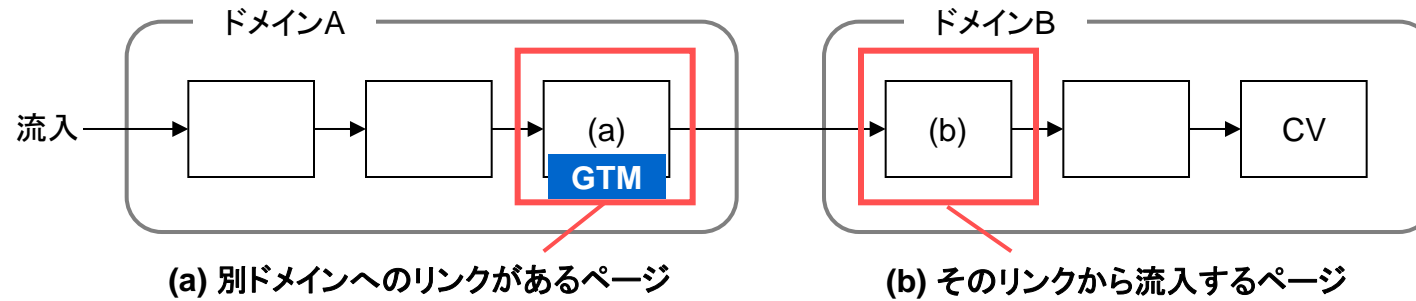 ドメインA
ドメインB
流入
(a)
GTM
(b)
CV
(a) 別ドメインへのリンクがあるページ
(b) そのリンクから流入するページ